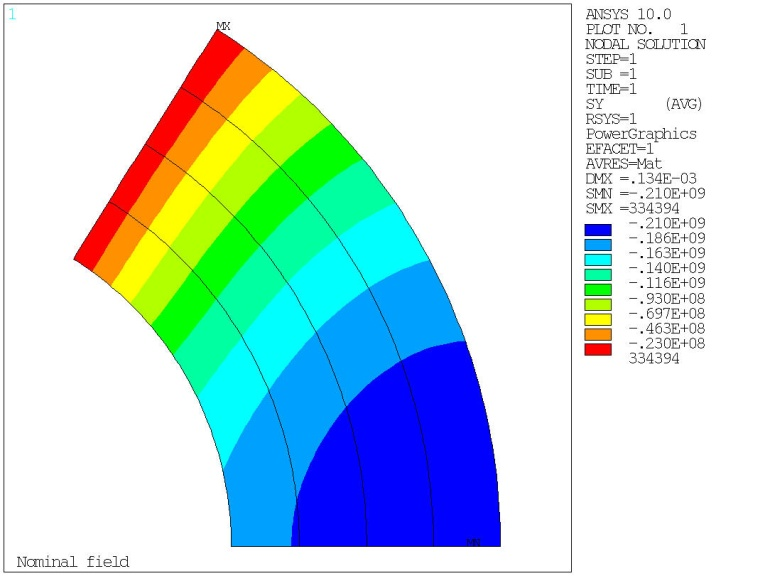 1
MX
MN
Nominal field
ANSYS 10.0
PLOT NO. 1
NODAL SOLUTION
STEP=1
SUB =1
TIME=1
SY (AVG)
RSYS=1
PowerGraphics
EFACET=1
AVRES=Mat
DMX =.134E-03
SMN =-.210E+09
SMX =334394
-.210E+09
-.186E+09
-.163E+09
-.140E+09
-.116E+09
-.930E+08
-.697E+08
-.463E+08
-.230E+08
334394